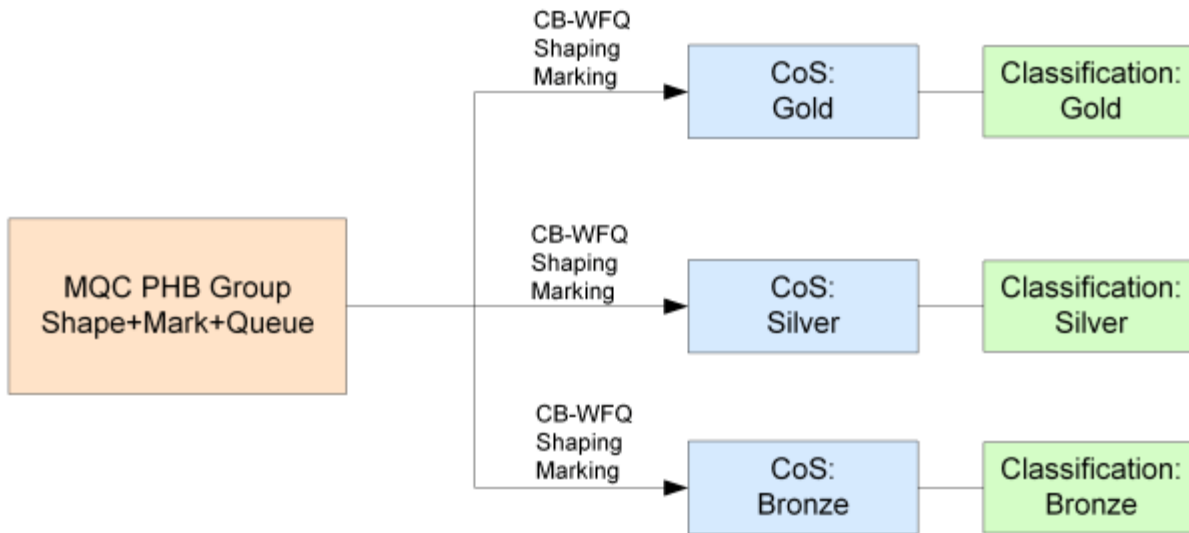 CB-WFQ
Shaping
Marking
CoS:
Gold
Classification:
Gold
MQC PHB Group
Shape+Mark+Queue
CB-WFQ
Shaping
Marking
CoS:
Silver
Classification:
Silver
CB-WFQ
Shaping
Marking
CoS:
Bronze
Classification:
Bronze